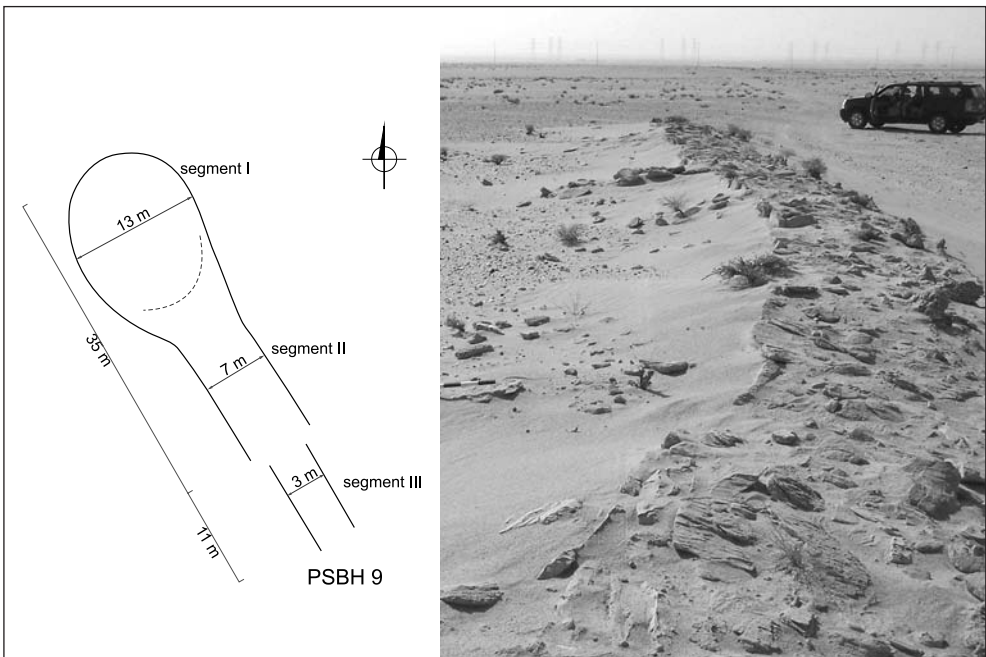 segment I
13 m
35 m
segment II
7 m
3 m
segment III
11 m
PSBH 9